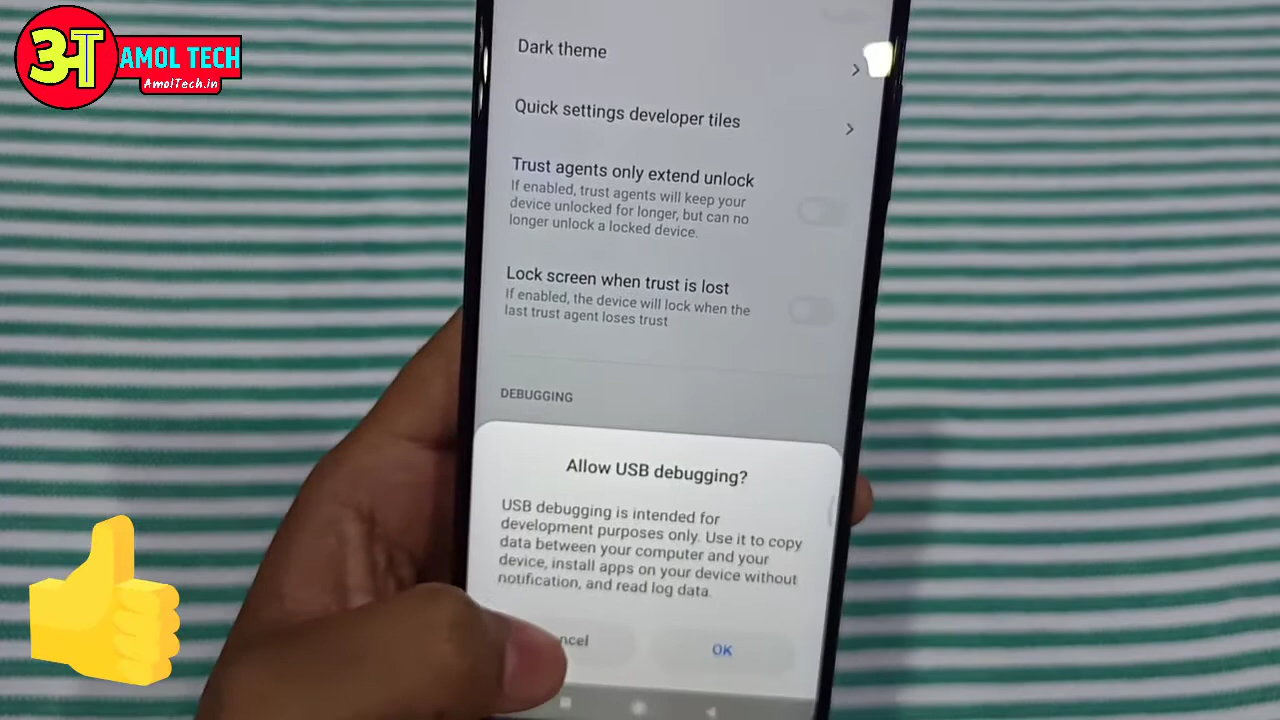 अ
AMOL TECH
AmolTech.in
Dark theme
Quick settings developer tiles
Trust agents only extend unlock
If enabled, trust agents will keep your
device unlocked for longer, but can no
longer unlock a locked device.
Lock screen when trust is lost
If enabled, the device will lock when the
last trust agent loses trust
DEBUGGING
Allow USB debugging?
USB debugging is intended for
development purposes only. Use it to copy
data between your computer and your
device, install apps on your device without
notification, and read log data.
OK